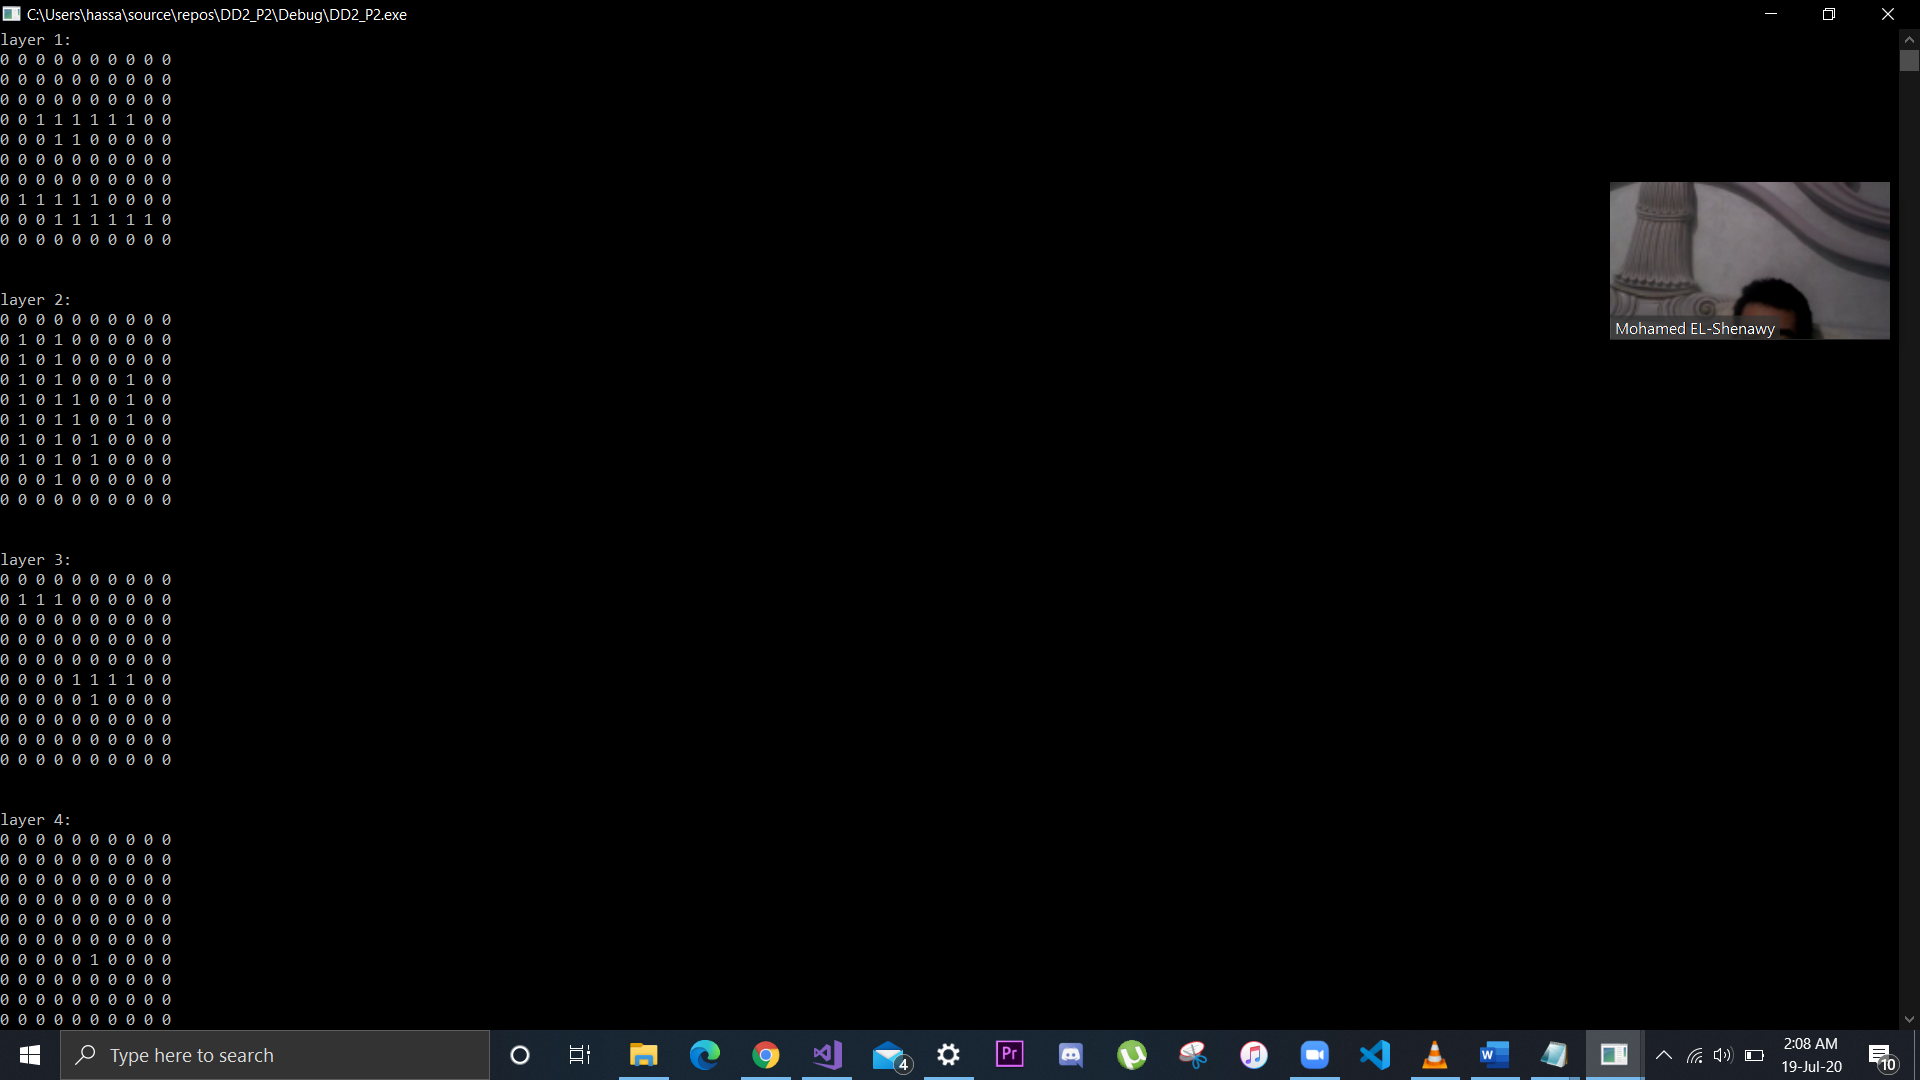 C:\Users\hassa\source\repos\DD2_P2\Debug\DD2_P2.exe
layer 1:
0 0 0 0 0 0 0 0 0 0
0 0 0 0 0 0 0 0 0 0
0 0 0 0 0 0 0 0 0 0
0 0 1 1 1 1 1 1 0 0
0 0 0 1 1 0 0 0 0 0
0 0 0 0 0 0 0 0 0 0
0 0 0 0 0 0 0 0 0 0
0 1 1 1 1 1 0 0 0 0
0 0 0 1 1 1 1 1 1 0
0 0 0 0 0 0 0 0 0 0
layer 2:
0 0 0 0 0 0 0 0 0 0
0 1 0 1 0 0 0 0 0 0
0 1 0 1 0 0 0 0 0 0
0 1 0 1 0 0 0 1 0 0
0 1 0 1 1 0 0 1 0 0
0 1 0 1 1 0 0 1 0 0
0 1 0 1 0 1 0 0 0 0
0 1 0 1 0 1 0 0 0 0
0 0 0 1 0 0 0 0 0 0
0 0 0 0 0 0 0 0 0 0
layer 3:
0 0 0 0 0 0 0 0 0 0
0 1 1 1 0 0 0 0 0 0
0 0 0 0 0 0 0 0 0 0
0 0 0 0 0 0 0 0 0 0
0 0 0 0 0 0 0 0 0 0
0 0 0 0 1 1 1 1 0 0
0 0 0 0 0 1 0 0 0 0
0 0 0 0 0 0 0 0 0 0
0 0 0 0 0 0 0 0 0 0
0 0 0 0 0 0 0 0 0 0
layer 4:
0 0 0 0 0 0 0 0 0 0
0 0 0 0 0 0 0 0 0 0
0 0 0 0 0 0 0 0 0 0
0 0 0 0 0 0 0 0 0 0
0 0 0 0 0 0 0 0 0 0
0 0 0 0 0 0 0 0 0 0
0 0 0 0 0 1 0 0 0 0
0 0 0 0 0 0 0 0 0 0
0 0 0 0 0 0 0 0 0 0
0 0 0 0 0 0 0 0 0 0
Mohamed EL-Shenawy
Type here to search
4
Pr
2:08 AM
19-Jul-20
10